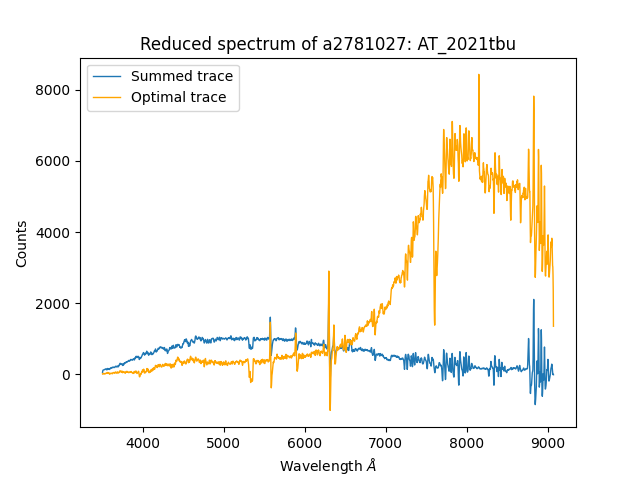 Reduced spectrum of a2781027: AT_2021tbu
Summed trace
Optimal trace
8000
6000
4000
2000
0
Counts
4000
5000
6000
7000
8000
9000
Wavelength Å